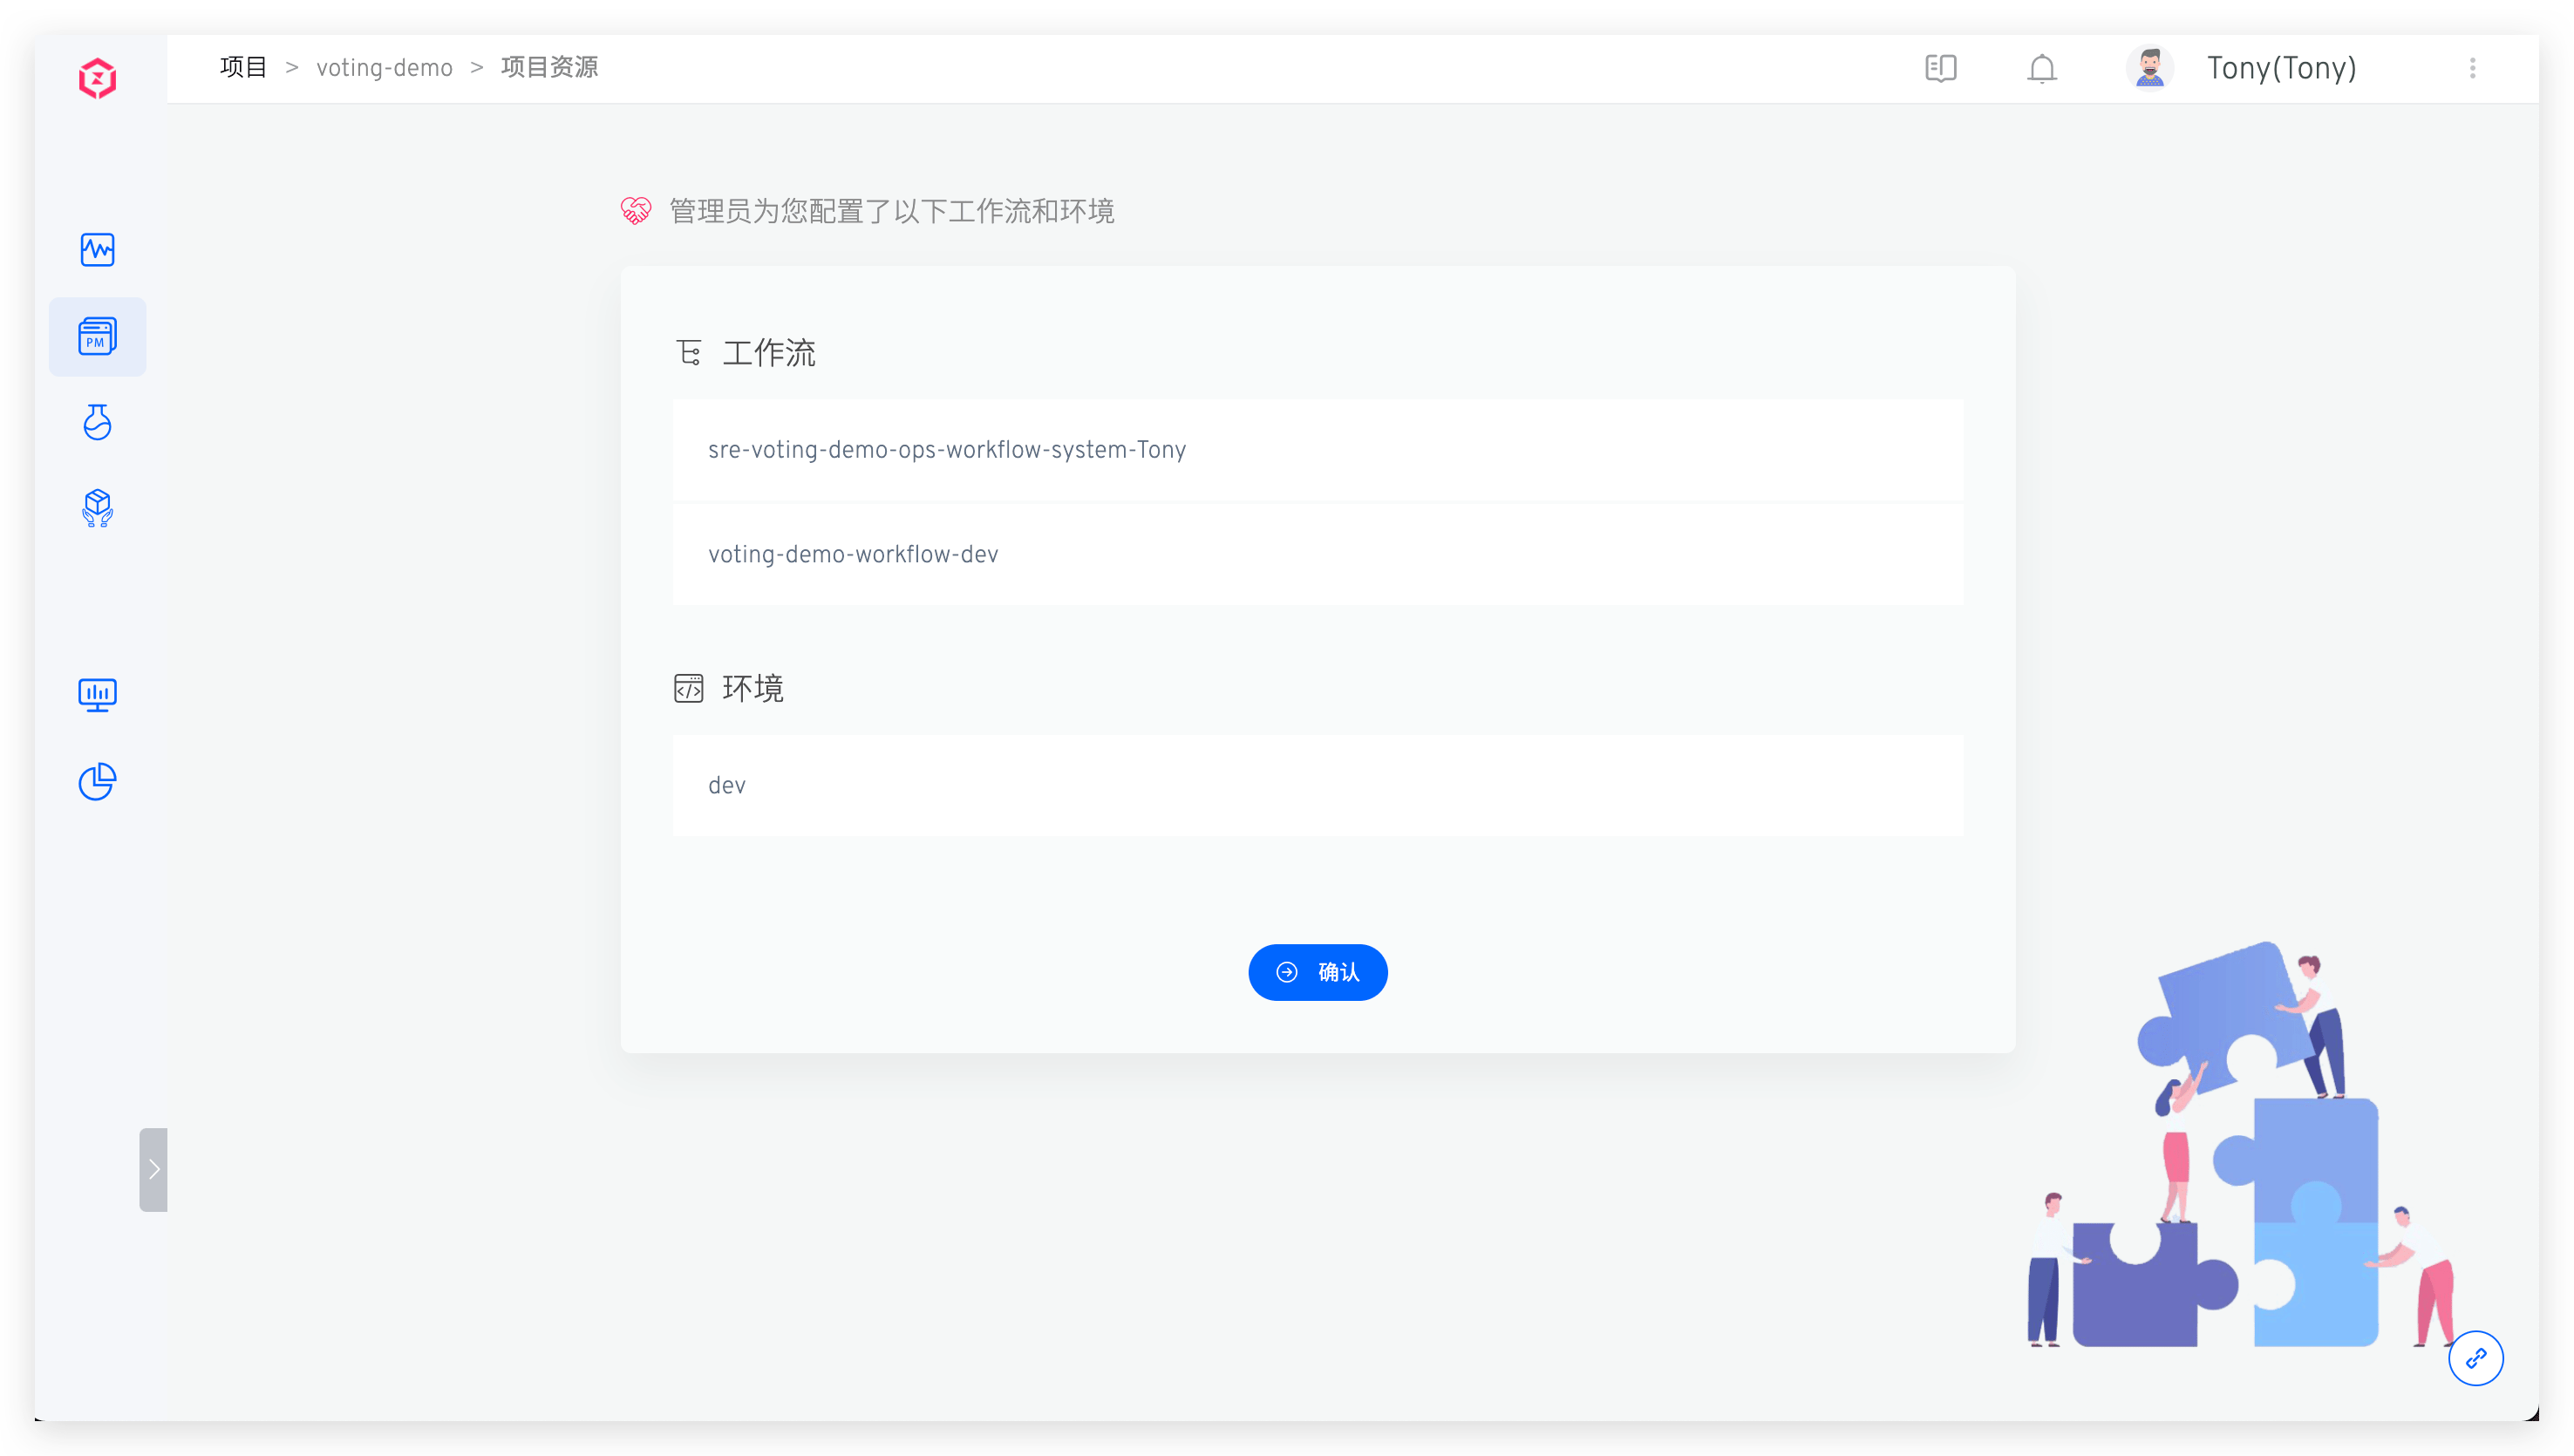 项目 > voting-demo > 项目资源
Tony(Tony)
PM
管理员为您配置了以下工作流和环境
工作流
sre-voting-demo-ops-workflow-system-Tony
voting-demo-workflow-dev
环境
dev
确认